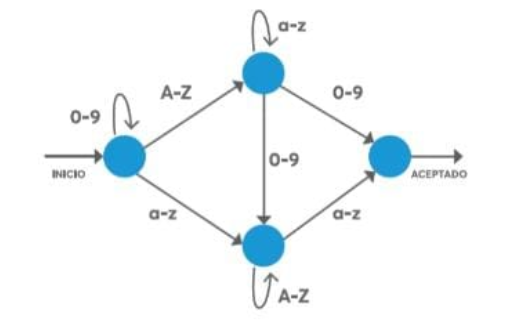 a-z
A-Z
0-9
0-9
INICIO
0-9
ACEPTADO
a-z
a-z
A-Z